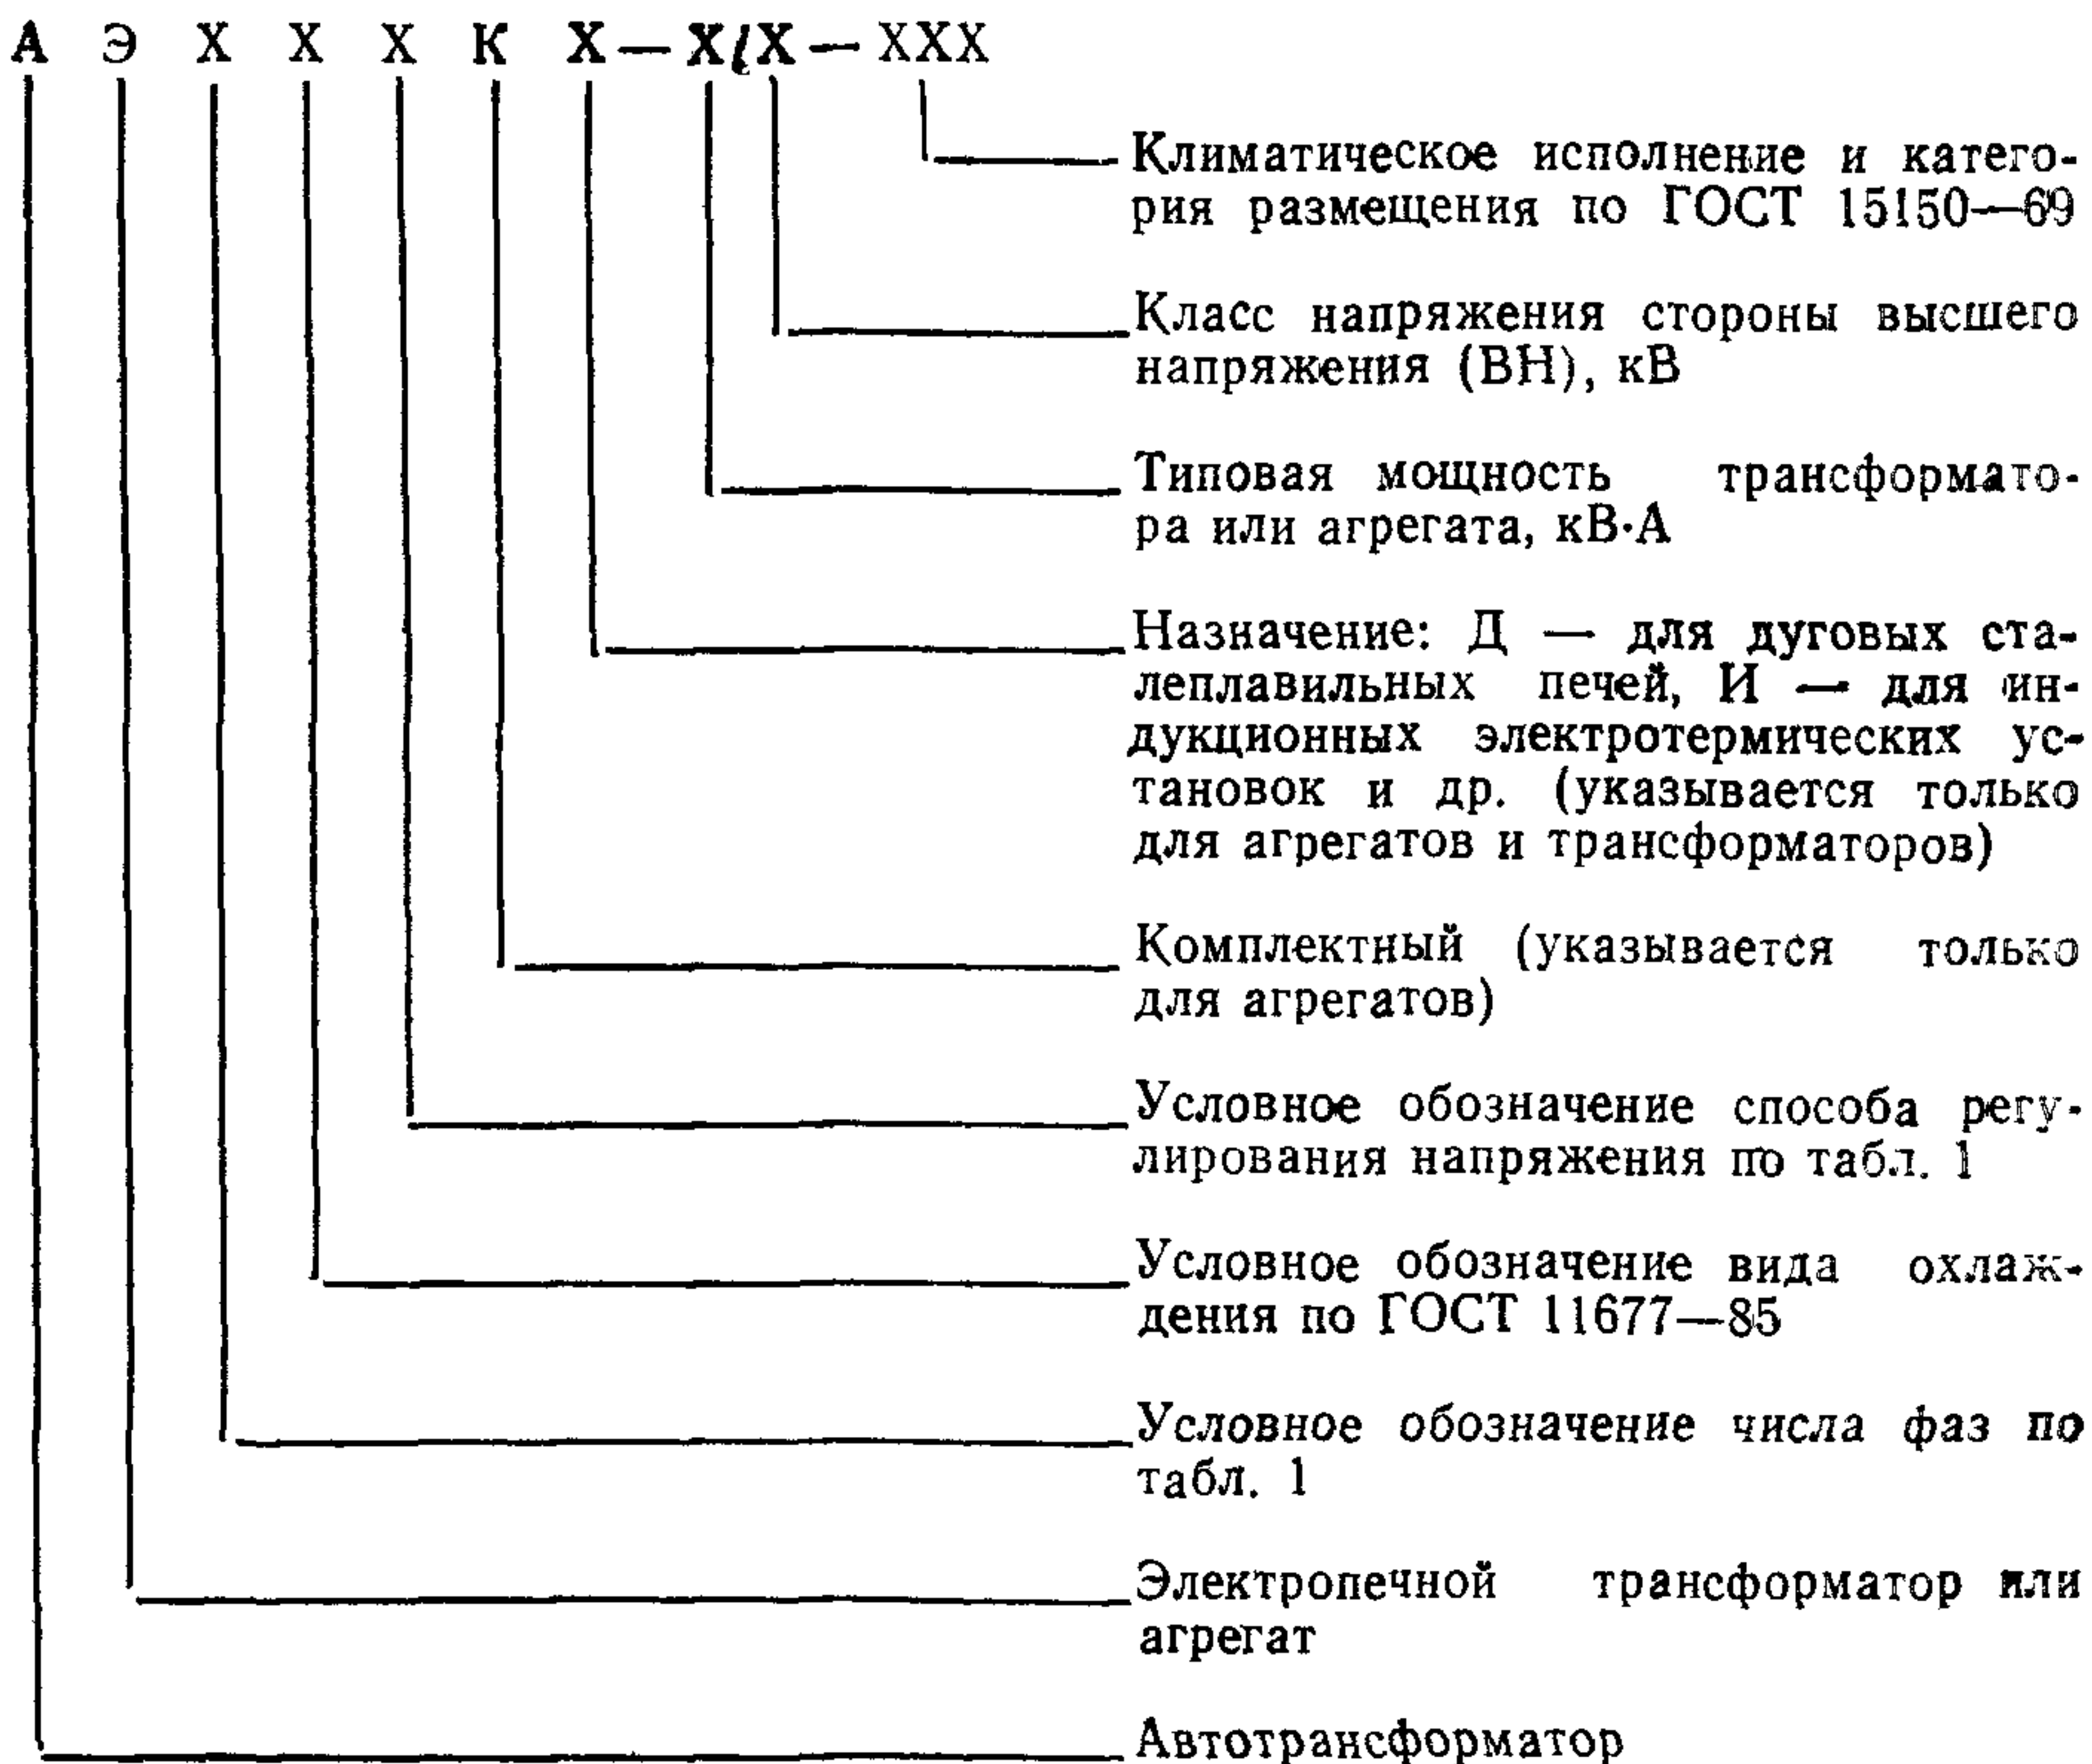 А Э Х Х Х К Х — Х/Х — ХХХ
Климатическое исполнение и катего-
рия размещения по ГОСТ 15150—69
Класс напряжения стороны высшего
напряжения (ВН), кВ
Типовая мощность трансформато-
ра или агрегата, кВ·А
Назначение: Д — для дуговых ста-
леплавильных печей, И — для ин-
дукционных электротермических ус-
тановок и др. (указывается только
для агрегатов и трансформаторов)
Комплектный (указывается только
для агрегатов)
Условное обозначение способа регу-
лирования напряжения по табл. 1
Условное обозначение вида охлаж-
дения по ГОСТ 11677—85
Условное обозначение числа фаз по
табл. 1
Электропечной трансформатор или
агрегат
Автотрансформатор